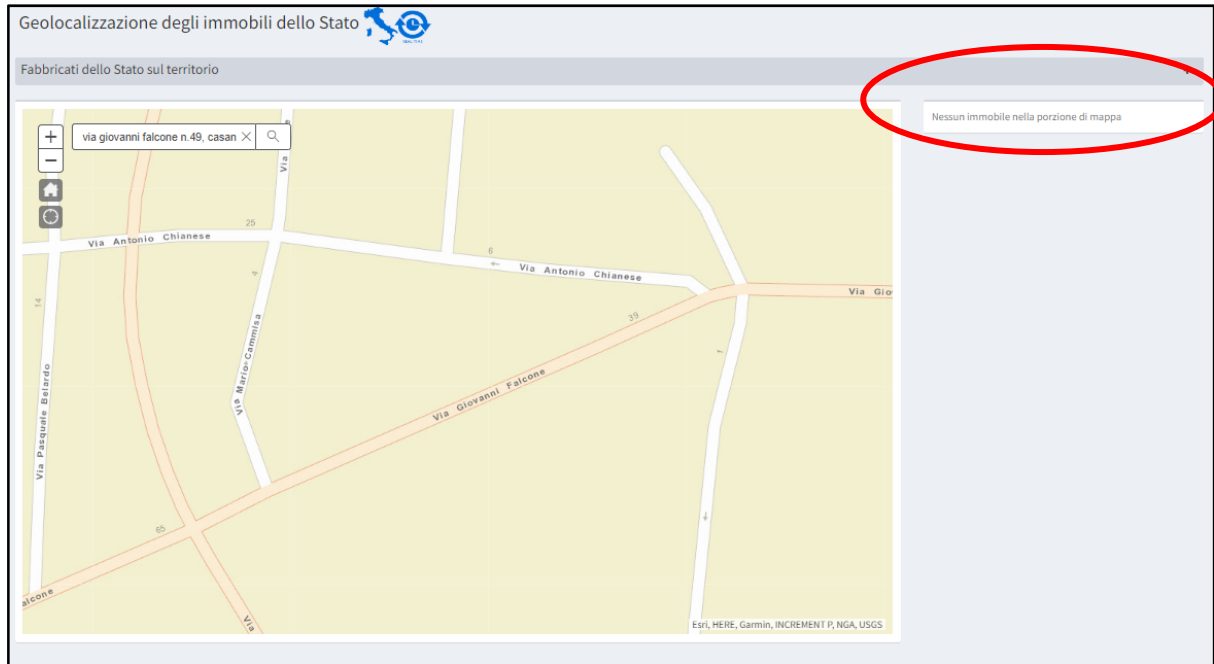 Geolocalizzazione degli immobili dello Stato
Fabbricati dello Stato sul territorio
Nessun immobile nella porzione di mappa
+
via giovanni falcone n.49, casan
−
Via
25
Via Antonio Chianese
6
Via Antonio Chianese
4
14
Via Gio
39
Via Mario Cammisa
1
Via Giovanni Falcone
Via Pasquale Belardo
65
alcone
Via
Esri, HERE, Garmin, INCREMENT P, NGA, USGS